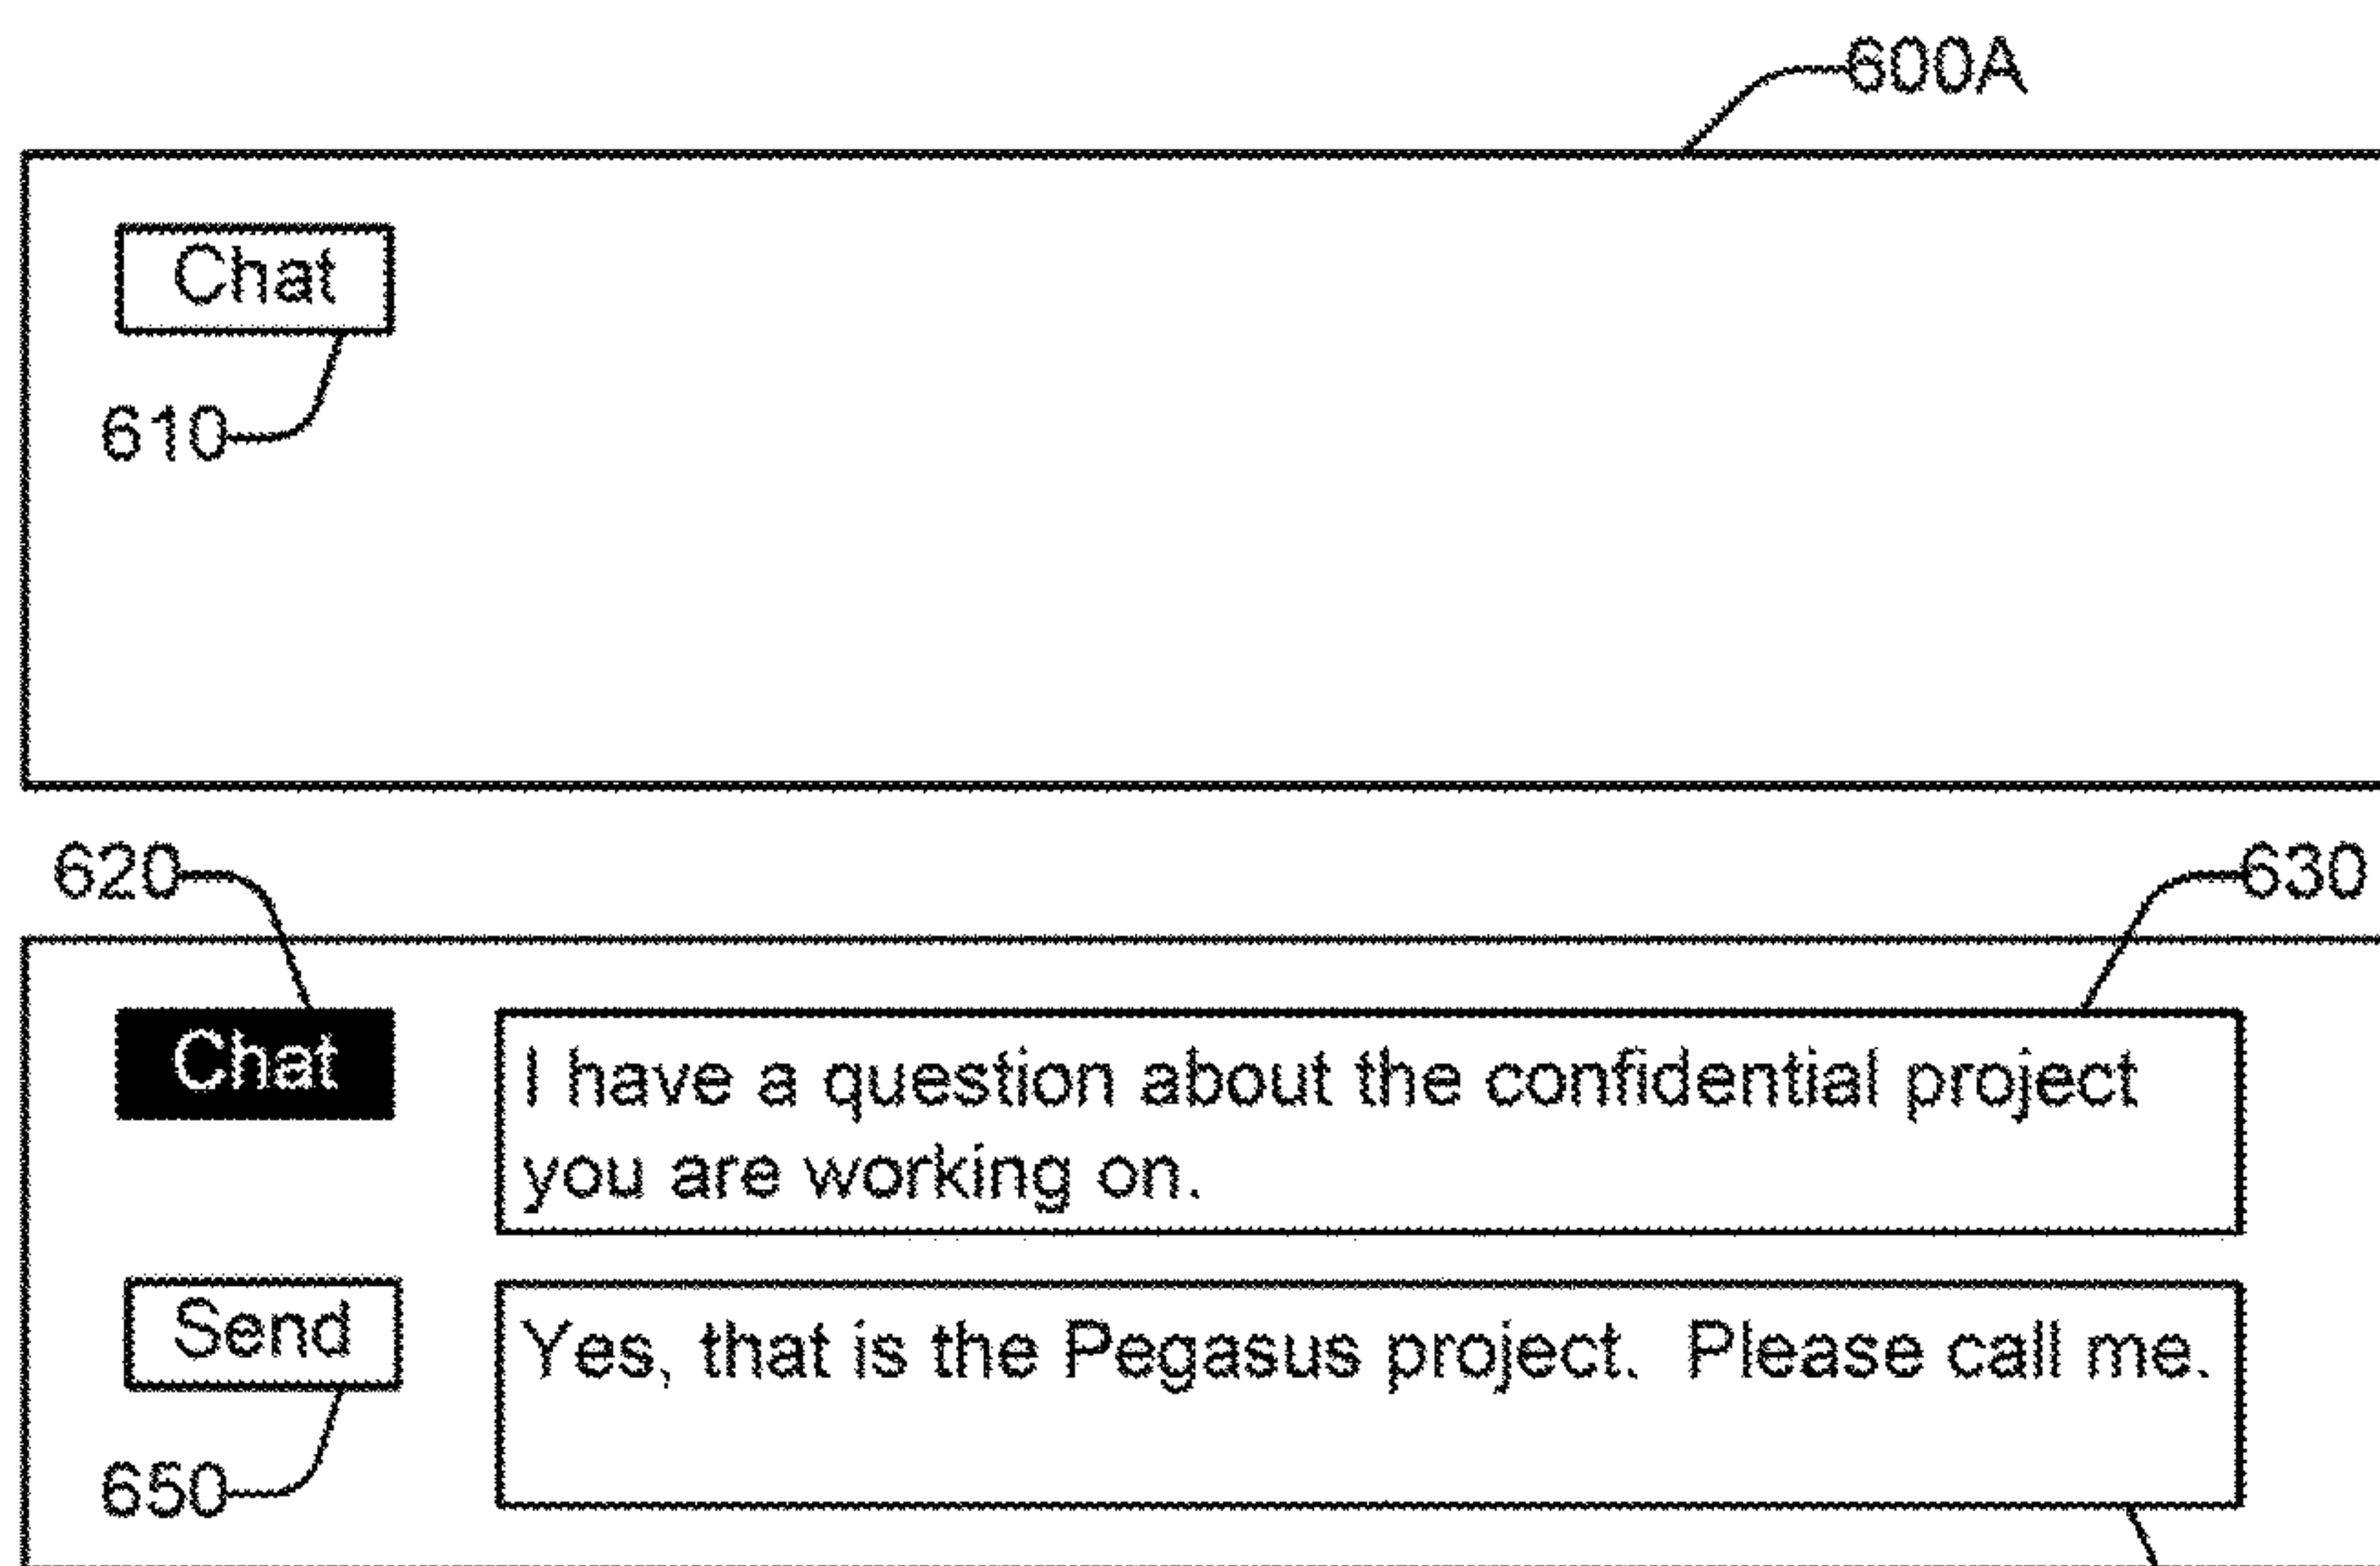 600A
Chat
610
620
630
Chat
I have a question about the confidential project
you are working on.
Send
Yes, that is the Pegasus project.  Please call me.
650